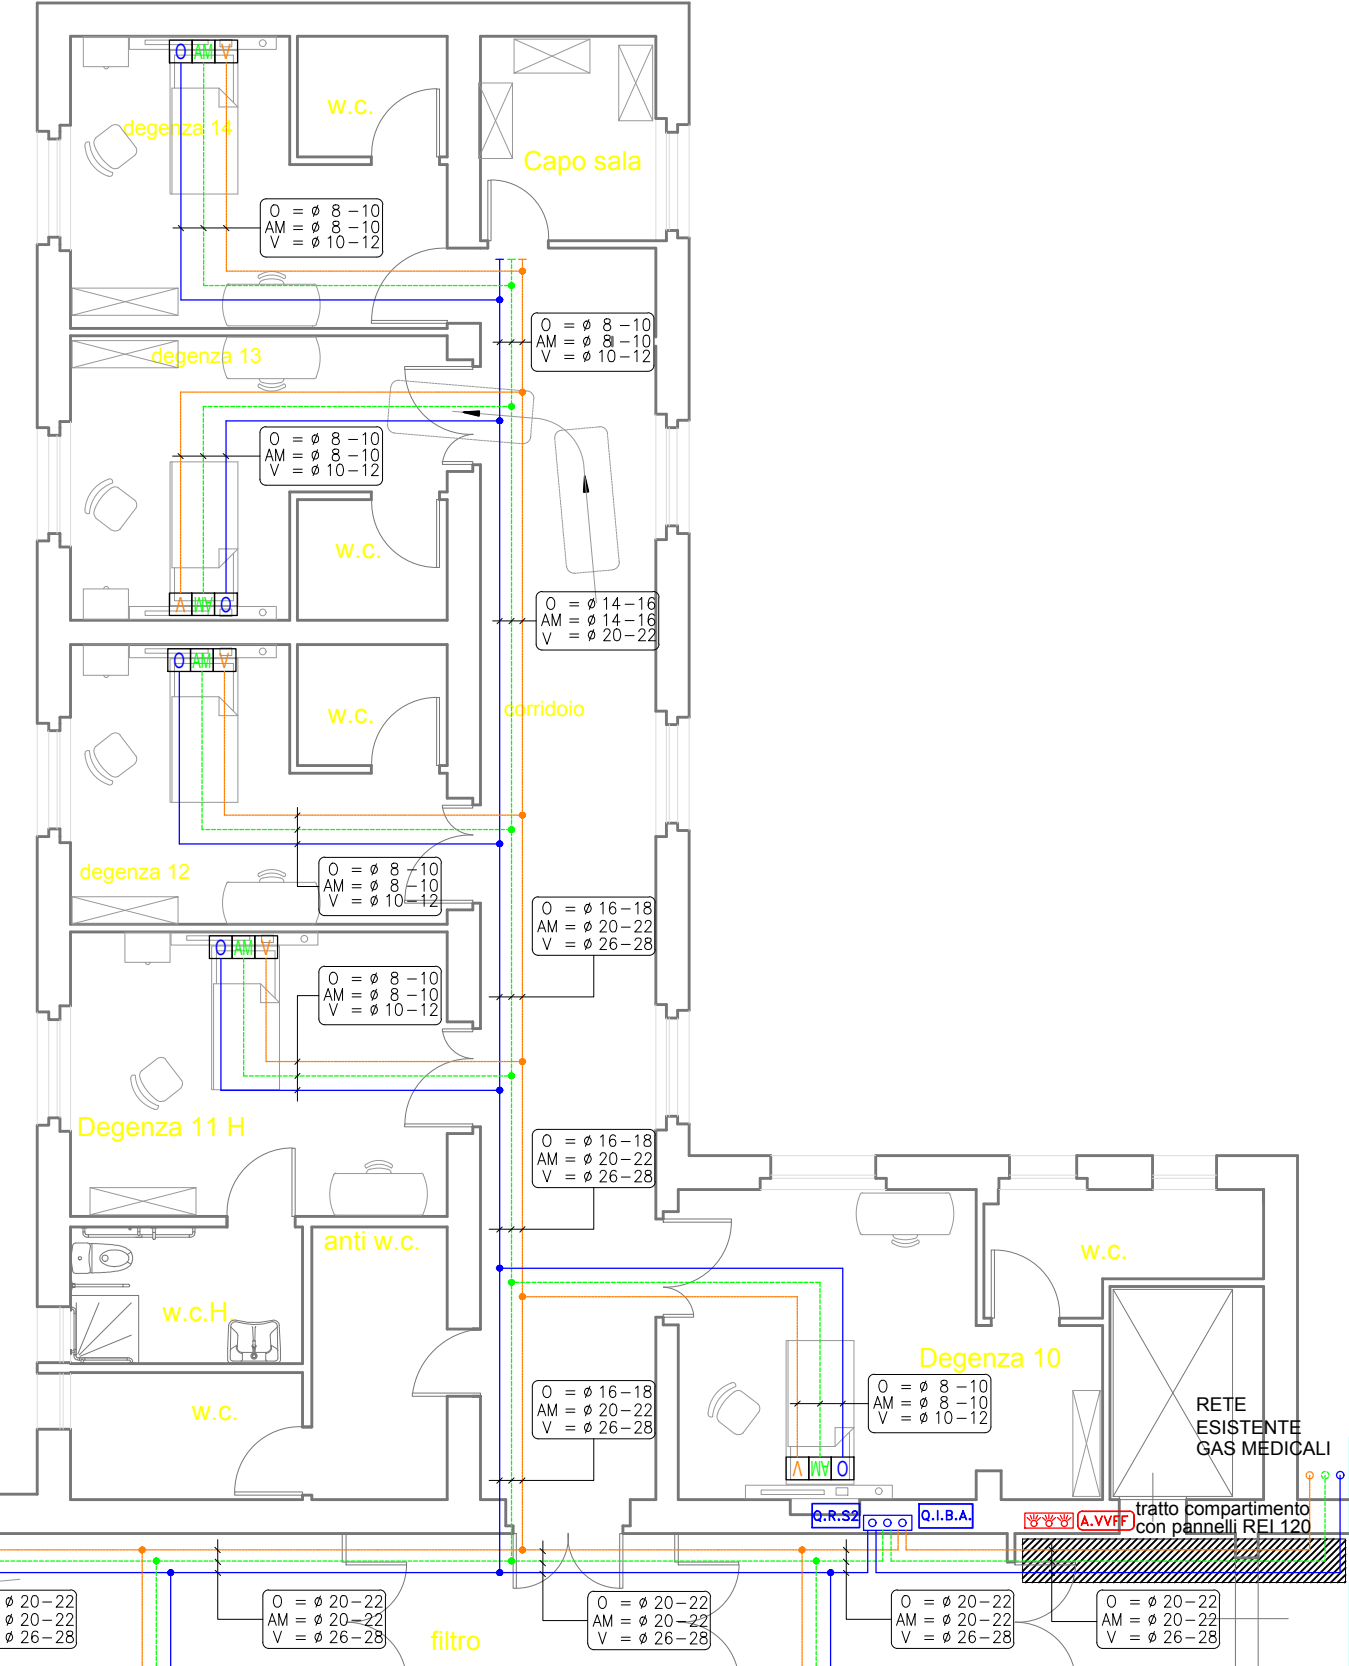 O AM V
w.c.
degenza 14
Capo sala
O = ø 8-10
AM = ø 8-10
V = ø 10-12
O = ø 8-10
AM = ø 8-10
V = ø 10-12
degenza 13
O = ø 8-10
AM = ø 8-10
V = ø 10-12
w.c.
V AM O
O = ø 14-16
AM = ø 14-16
V = ø 20-22
O AM V
w.c.
corridoio
degenza 12
O = ø 8-10
AM = ø 8-10
V = ø 10-12
O = ø 16-18
AM = ø 20-22
V = ø 26-28
O AM V
O = ø 8-10
AM = ø 8-10
V = ø 10-12
Degenza 11 H
O = ø 16-18
AM = ø 20-22
V = ø 26-28
anti w.c.
w.c.
w.c.H.
Degenza 10
O = ø 16-18
AM = ø 20-22
V = ø 26-28
O = ø 8-10
AM = ø 8-10
V = ø 10-12
w.c.
RETE
ESISTENTE
GAS MEDICALI
V AM O
Q.R.S2
Q.I.B.A.
A.VVFF
tratto compartimento
con pannelli REI 120
ø 20-22
ø 20-22
ø 26-28
O = ø 20-22
AM = ø 20-22
V = ø 26-28
filtro
O = ø 20-22
AM = ø 20-22
V = ø 26-28
O = ø 20-22
AM = ø 20-22
V = ø 26-28
O = ø 20-22
AM = ø 20-22
V = ø 26-28